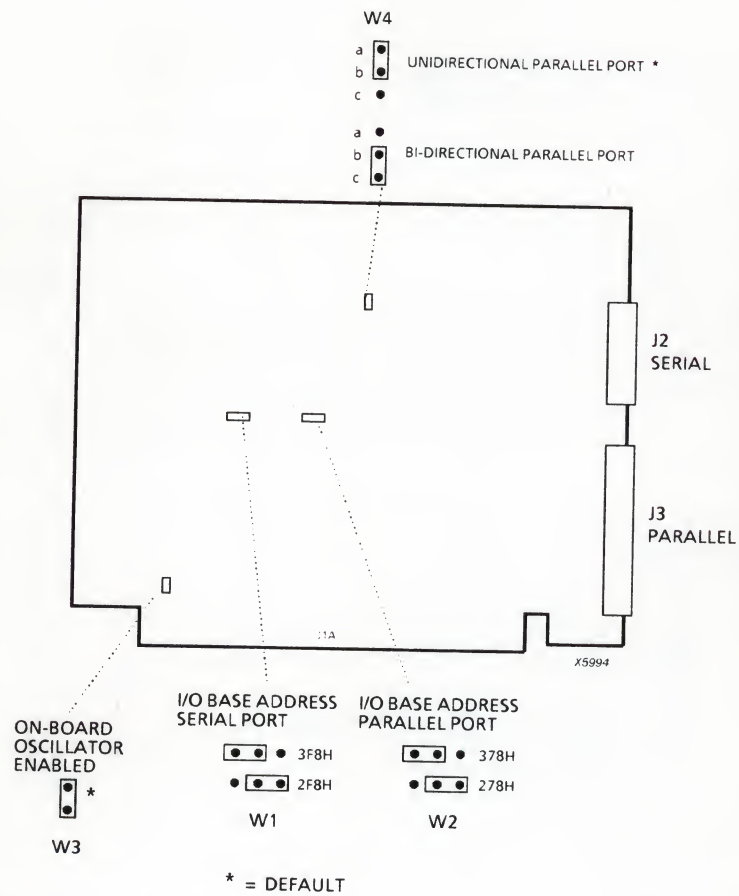 W4
a
b
UNIDIRECTIONAL PARALLEL PORT *
c
a
b
BI-DIRECTIONAL PARALLEL PORT
c
J2
SERIAL
J3
PARALLEL
J1A
X5994
I/O BASE ADDRESS
SERIAL PORT
3F8H
2F8H
W1
I/O BASE ADDRESS
PARALLEL PORT
378H
278H
W2
ON-BOARD
OSCILLATOR
ENABLED
*
W3
* = DEFAULT